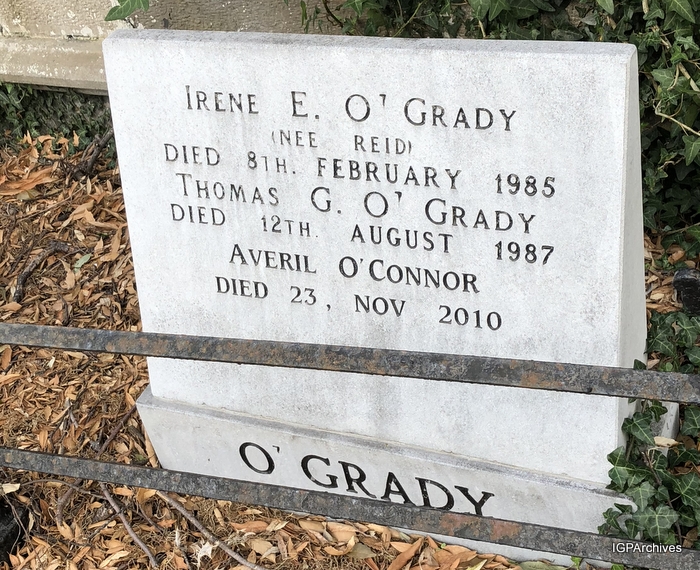 Irene E. O'Grady
(NEE REID)
DIED 8TH. FEBRUARY 1985
Thomas G. O'Grady
DIED 12TH. AUGUST 1987
Averil O'Connor
DIED 23, NOV 2010
O'GRADY
IGPArchives